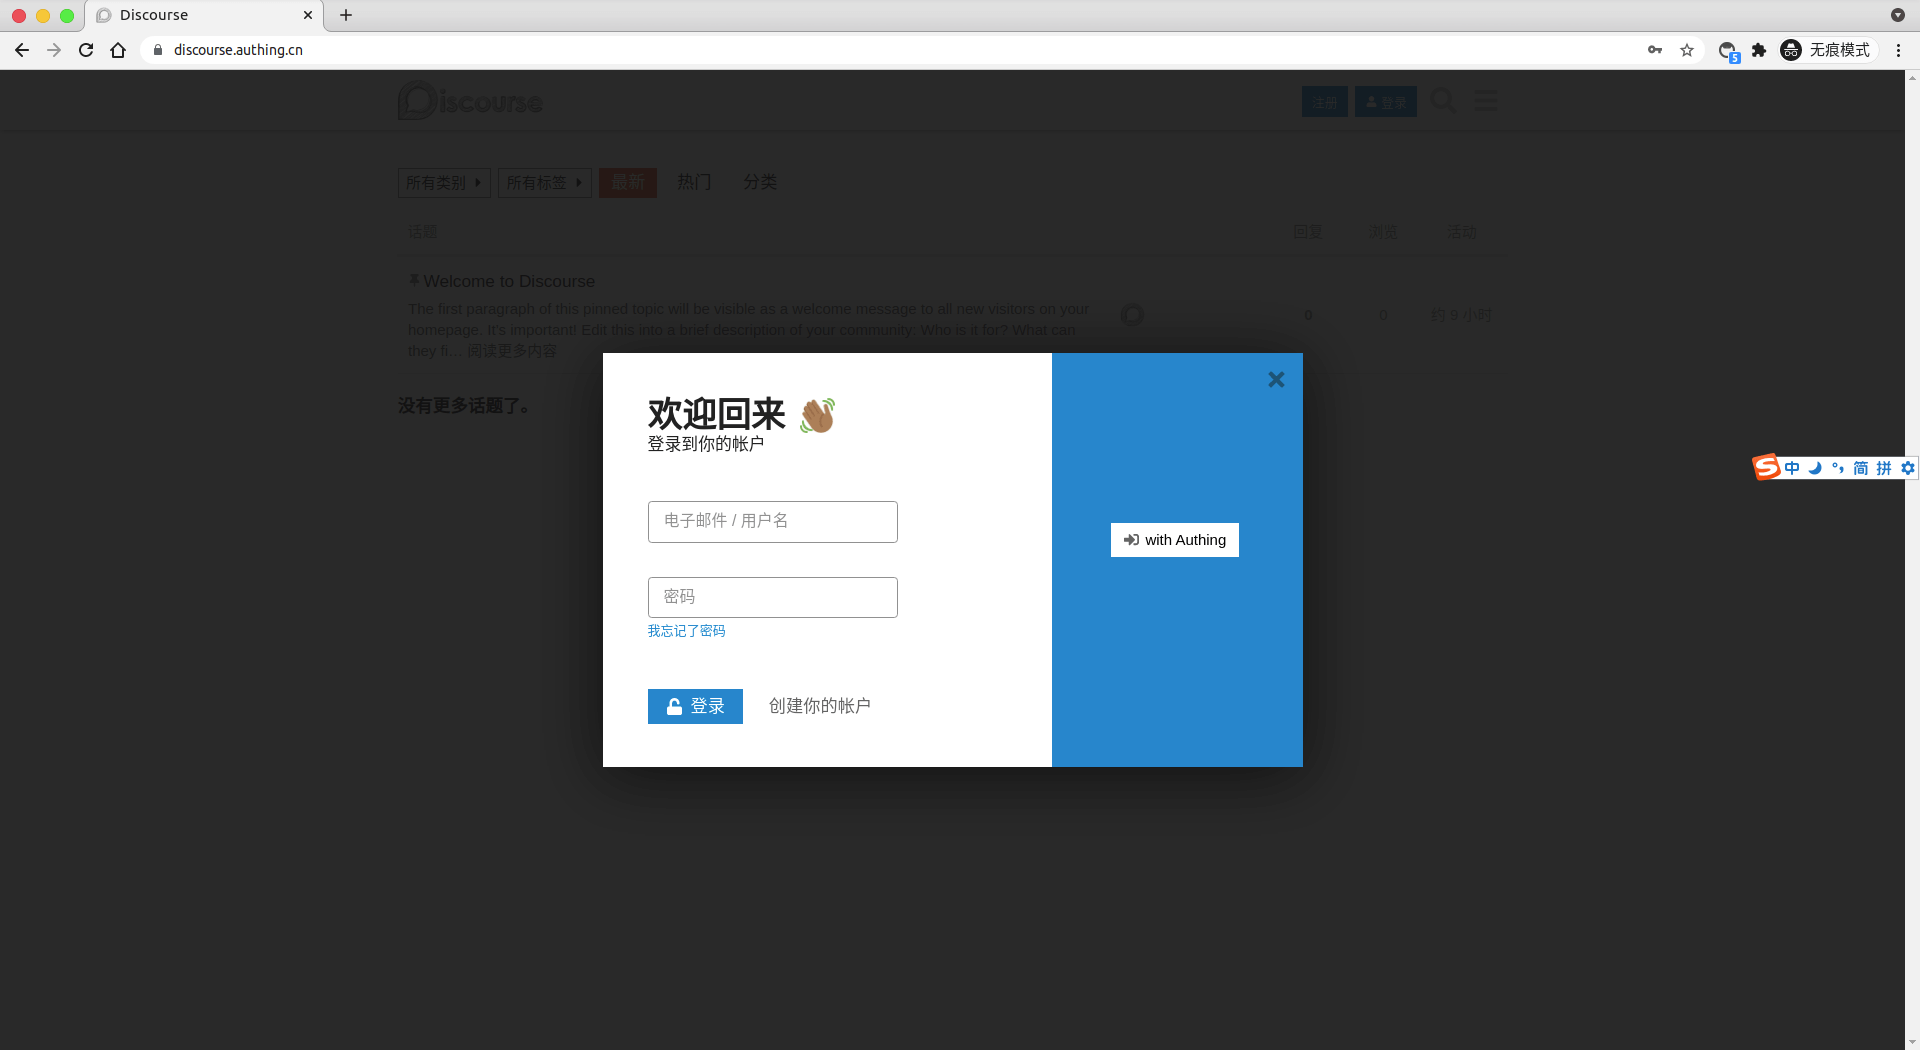 Discourse
discourse.authing.cn
5
无痕模式
Discourse
注册
登录
所有类别
所有标签
最新
热门
分类
话题
回复
浏览
活动
Welcome to Discourse
The first paragraph of this pinned topic will be visible as a welcome message to all new visitors on your
homepage. It's important! Edit this into a brief description of your community: Who is it for? What can
they fi… 阅读更多内容
0
0
约 9 小时
没有更多话题了。
欢迎回来
登录到你的帐户
电子邮件 / 用户名
密码
我忘记了密码
登录
创建你的帐户
with Authing
S 中 °, 简 拼